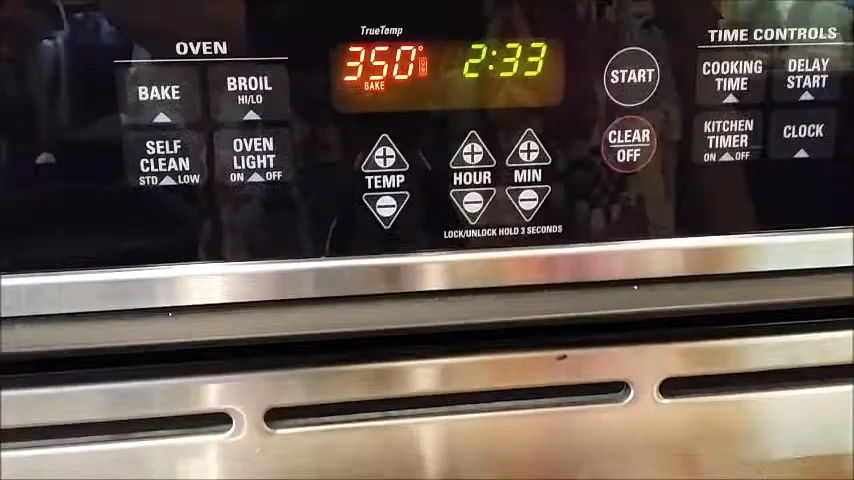 TrueTemp
OVEN
BAKE
BROIL
HI/LO
SELF
CLEAN
STD LOW
OVEN
LIGHT
ON OFF
350°
BAKE
2:33
TEMP
HOUR
MIN
LOCK/UNLOCK HOLD 3 SECONDS
START
CLEAR
OFF
TIME CONTROLS
COOKING
TIME
DELAY
START
KITCHEN
TIMER
ON OFF
CLOCK